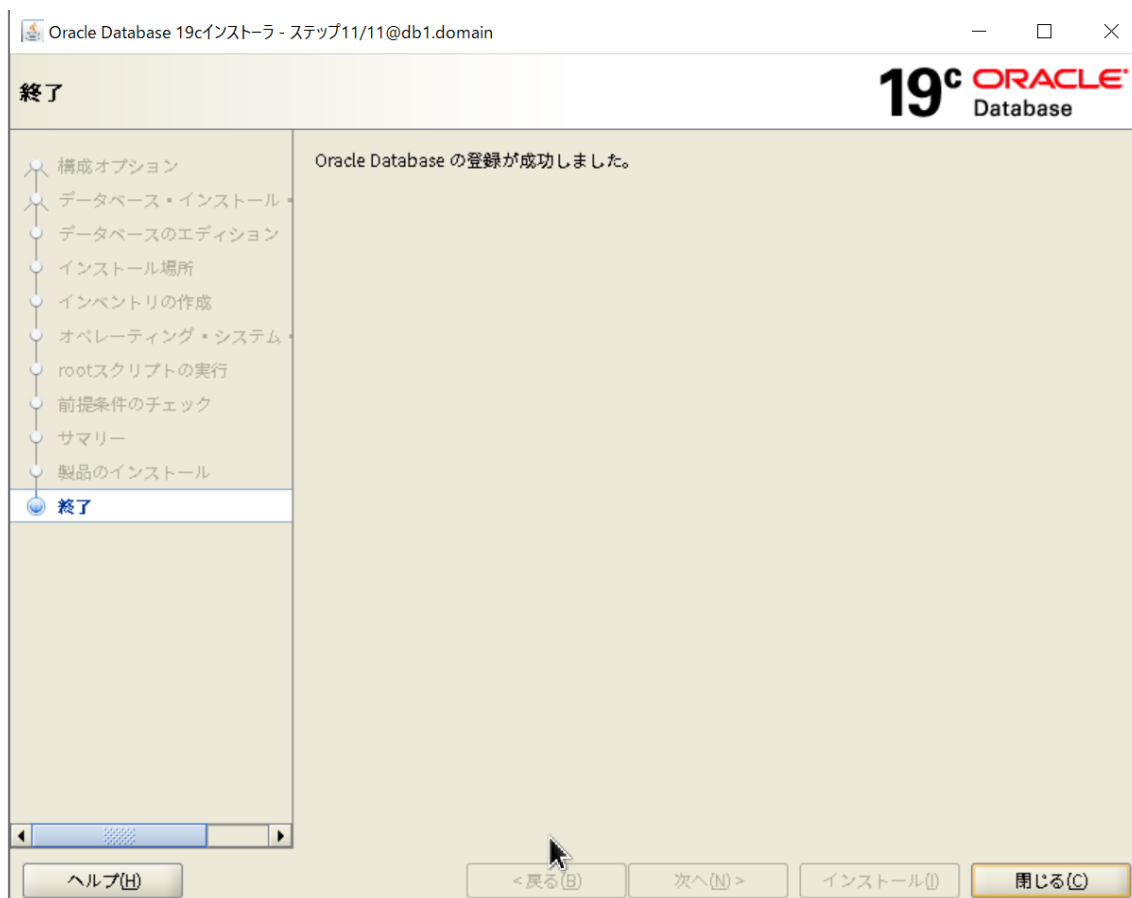 Oracle Database 19cインストーラ - ステップ11/11@db1.domain
終了
19c ORACLE
Database
構成オプション
データベース・インストール・
データベースのエディション
インストール場所
インベントリの作成
オペレーティング・システム・
rootスクリプトの実行
前提条件のチェック
サマリー
製品のインストール
終了
Oracle Database の登録が成功しました。
ヘルプ(H)
< 戻る(B)
次へ(N) >
インストール(I)
閉じる(C)